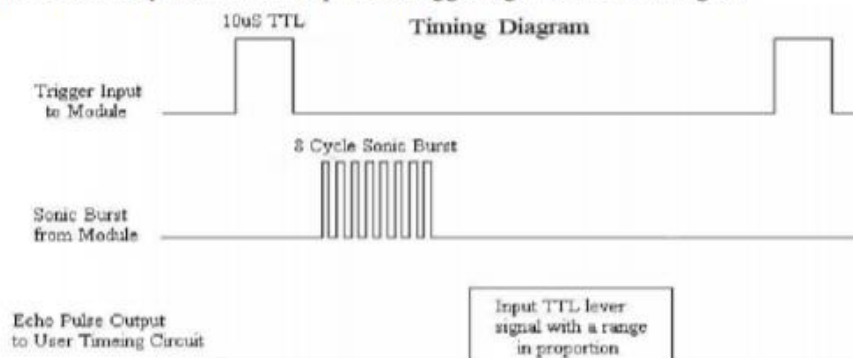 10uS TTL
Timing Diagram
Trigger Input
to Module
8 Cycle Sonic Burst
Sonic Burst
from Module
Input TTL lever
signal with a range
in proportion
Echo Pulse Output
to User Timeing Circuit